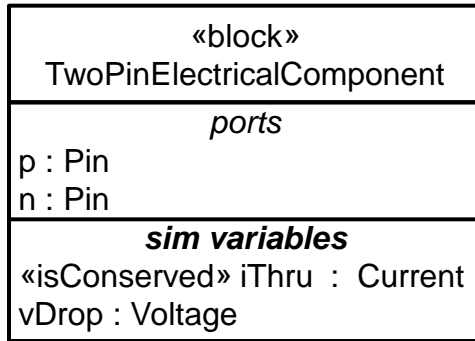 «block»
TwoPinElectricalComponent
ports
p : Pin
n : Pin
sim variables
«isConserved» iThru : Current
vDrop : Voltage